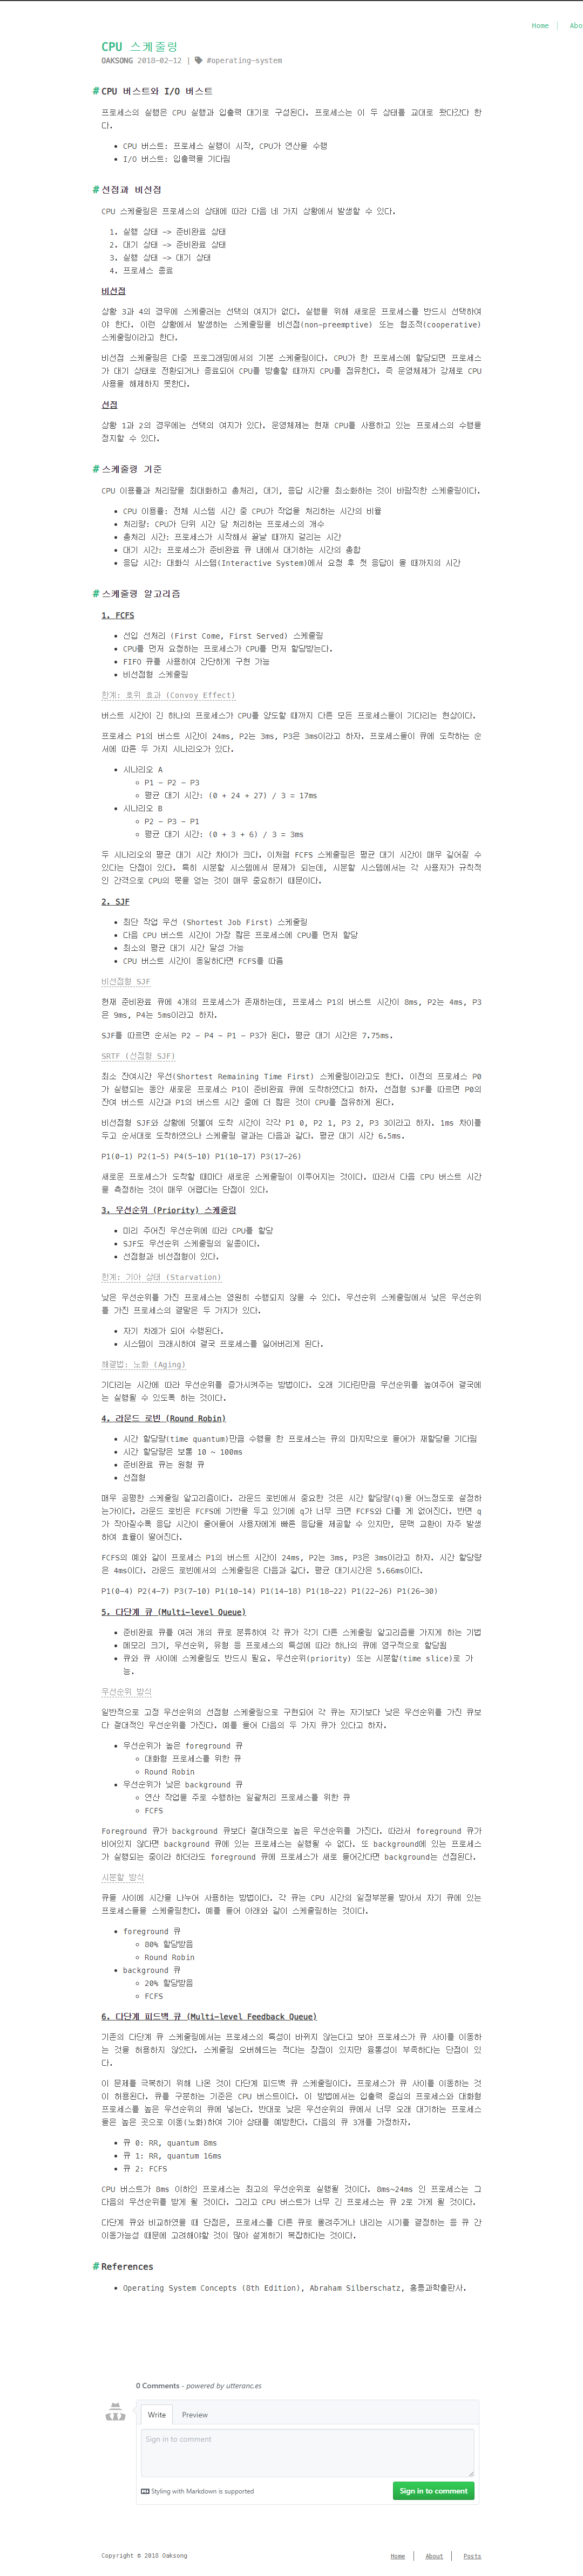 Home
Abo
CPU 스케줄링
OAKSONG 2018-02-12 | #operating-system
# CPU 버스트와 I/O 버스트
프로세스의 실행은 CPU 실행과 입출력 대기로 구성된다. 프로세스는 이 두 상태를 교대로 왔다갔다 한
다.
• CPU 버스트: 프로세스 실행이 시작, CPU가 연산을 수행
• I/O 버스트: 입출력을 기다림
# 선점과 비선점
CPU 스케줄링은 프로세스의 상태에 따라 다음 네 가지 상황에서 발생할 수 있다.
1. 실행 상태 -> 준비완료 상태
2. 대기 상태 -> 준비완료 상태
3. 실행 상태 -> 대기 상태
4. 프로세스 종료
비선점
상황 3과 4의 경우에 스케줄러는 선택의 여지가 없다. 실행을 위해 새로운 프로세스를 반드시 선택하여
야 한다. 이런 상황에서 발생하는 스케줄링을 비선점(non-preemptive) 또는 협조적(cooperative)
스케줄링이라고 한다.
비선점 스케줄링은 다중 프로그래밍에서의 기본 스케줄링이다. CPU가 한 프로세스에 할당되면 프로세스
가 대기 상태로 전환되거나 종료되어 CPU를 방출할 때까지 CPU를 점유한다. 즉 운영체제가 강제로 CPU
사용을 해제하지 못한다.
선점
상황 1과 2의 경우에는 선택의 여지가 있다. 운영체제는 현재 CPU를 사용하고 있는 프로세스의 수행을
정지할 수 있다.
# 스케줄링 기준
CPU 이용률과 처리량을 최대화하고 총처리, 대기, 응답 시간을 최소화하는 것이 바람직한 스케줄링이다.
• CPU 이용률: 전체 시스템 시간 중 CPU가 작업을 처리하는 시간의 비율
• 처리량: CPU가 단위 시간 당 처리하는 프로세스의 개수
• 총처리 시간: 프로세스가 시작해서 끝날 때까지 걸리는 시간
• 대기 시간: 프로세스가 준비완료 큐 내에서 대기하는 시간의 총합
• 응답 시간: 대화식 시스템(Interactive System)에서 요청 후 첫 응답이 올 때까지의 시간
# 스케줄링 알고리즘
1. FCFS
• 선입 선처리 (First Come, First Served) 스케줄링
• CPU를 먼저 요청하는 프로세스가 CPU를 먼저 할당받는다.
• FIFO 큐를 사용하여 간단하게 구현 가능
• 비선점형 스케줄링
한계: 호위 효과 (Convoy Effect)
버스트 시간이 긴 하나의 프로세스가 CPU를 양도할 때까지 다른 모든 프로세스들이 기다리는 현상이다.
프로세스 P1의 버스트 시간이 24ms, P2는 3ms, P3은 3ms이라고 하자. 프로세스들이 큐에 도착하는 순
서에 따른 두 가지 시나리오가 있다.
• 시나리오 A
◦ P1 - P2 - P3
◦ 평균 대기 시간: (0 + 24 + 27) / 3 = 17ms
• 시나리오 B
◦ P2 - P3 - P1
◦ 평균 대기 시간: (0 + 3 + 6) / 3 = 3ms
두 시나리오의 평균 대기 시간 차이가 크다. 이처럼 FCFS 스케줄링은 평균 대기 시간이 매우 길어질 수
있다는 단점이 있다. 특히 시분할 시스템에서 문제가 되는데, 시분할 시스템에서는 각 사용자가 규칙적
인 간격으로 CPU의 몫을 얻는 것이 매우 중요하기 때문이다.
2. SJF
• 최단 작업 우선 (Shortest Job First) 스케줄링
• 다음 CPU 버스트 시간이 가장 짧은 프로세스에 CPU를 먼저 할당
• 최소의 평균 대기 시간 달성 가능
• CPU 버스트 시간이 동일하다면 FCFS를 따름
비선점형 SJF
현재 준비완료 큐에 4개의 프로세스가 존재하는데, 프로세스 P1의 버스트 시간이 8ms, P2는 4ms, P3
은 9ms, P4는 5ms이라고 하자.
SJF를 따르면 순서는 P2 - P4 - P1 - P3가 된다. 평균 대기 시간은 7.75ms.
SRTF (선점형 SJF)
최소 잔여시간 우선(Shortest Remaining Time First) 스케줄링이라고도 한다. 이전의 프로세스 P0
가 실행되는 동안 새로운 프로세스 P1이 준비완료 큐에 도착하였다고 하자. 선점형 SJF를 따르면 P0의
잔여 버스트 시간과 P1의 버스트 시간 중에 더 짧은 것이 CPU를 점유하게 된다.
비선점형 SJF와 상황에 덧붙여 도착 시간이 각각 P1 0, P2 1, P3 2, P3 3이라고 하자. 1ms 차이를
두고 순서대로 도착하였으나 스케줄링 결과는 다음과 같다. 평균 대기 시간 6.5ms.
P1(0-1) P2(1-5) P4(5-10) P1(10-17) P3(17-26)
새로운 프로세스가 도착할 때마다 새로운 스케줄링이 이루어지는 것이다. 따라서 다음 CPU 버스트 시간
을 측정하는 것이 매우 어렵다는 단점이 있다.
3. 우선순위 (Priority) 스케줄링
• 미리 주어진 우선순위에 따라 CPU를 할당
• SJF도 우선순위 스케줄링의 일종이다.
• 선점형과 비선점형이 있다.
한계: 기아 상태 (Starvation)
낮은 우선순위를 가진 프로세스는 영원히 수행되지 않을 수 있다. 우선순위 스케줄링에서 낮은 우선순위
를 가진 프로세스의 결말은 두 가지가 있다.
• 자기 차례가 되어 수행된다.
• 시스템이 크래시하여 결국 프로세스를 잃어버리게 된다.
해결법: 노화 (Aging)
기다리는 시간에 따라 우선순위를 증가시켜주는 방법이다. 오래 기다린만큼 우선순위를 높여주어 결국에
는 실행될 수 있도록 하는 것이다.
4. 라운드 로빈 (Round Robin)
• 시간 할당량(time quantum)만큼 수행을 한 프로세스는 큐의 마지막으로 들어가 재할당을 기다림
• 시간 할당량은 보통 10 ~ 100ms
• 준비완료 큐는 원형 큐
• 선점형
매우 공평한 스케줄링 알고리즘이다. 라운드 로빈에서 중요한 것은 시간 할당량(q)을 어느정도로 설정하
는가이다. 라운드 로빈은 FCFS에 기반을 두고 있기에 q가 너무 크면 FCFS와 다를 게 없어진다. 반면 q
가 작아질수록 응답 시간이 줄어들어 사용자에게 빠른 응답을 제공할 수 있지만, 문맥 교환이 자주 발생
하여 효율이 떨어진다.
FCFS의 예와 같이 프로세스 P1의 버스트 시간이 24ms, P2는 3ms, P3은 3ms이라고 하자. 시간 할당량
은 4ms이다. 라운드 로빈에서의 스케줄링은 다음과 같다. 평균 대기시간은 5.66ms이다.
P1(0-4) P2(4-7) P3(7-10) P1(10-14) P1(14-18) P1(18-22) P1(22-26) P1(26-30)
5. 다단계 큐 (Multi-level Queue)
• 준비완료 큐를 여러 개의 큐로 분류하여 각 큐가 각기 다른 스케줄링 알고리즘을 가지게 하는 기법
• 메모리 크기, 우선순위, 유형 등 프로세스의 특성에 따라 하나의 큐에 영구적으로 할당됨
• 큐와 큐 사이에 스케줄링도 반드시 필요. 우선순위(priority) 또는 시분할(time slice)로 가
능.
우선순위 방식
일반적으로 고정 우선순위의 선점형 스케줄링으로 구현되어 각 큐는 자기보다 낮은 우선순위를 가진 큐보
다 절대적인 우선순위를 가진다. 예를 들어 다음의 두 가지 큐가 있다고 하자.
• 우선순위가 높은 foreground 큐
◦ 대화형 프로세스를 위한 큐
◦ Round Robin
• 우선순위가 낮은 background 큐
◦ 연산 작업을 주로 수행하는 일괄처리 프로세스를 위한 큐
◦ FCFS
Foreground 큐가 background 큐보다 절대적으로 높은 우선순위를 가진다. 따라서 foreground 큐가
비어있지 않다면 background 큐에 있는 프로세스는 실행될 수 없다. 또 background에 있는 프로세스
가 실행되는 중이라 하더라도 foreground 큐에 프로세스가 새로 들어간다면 background는 선점된다.
시분할 방식
큐들 사이에 시간을 나누어 사용하는 방법이다. 각 큐는 CPU 시간의 일정부분을 받아서 자기 큐에 있는
프로세스들을 스케줄링한다. 예를 들어 아래와 같이 스케줄링하는 것이다.
• foreground 큐
◦ 80% 할당받음
◦ Round Robin
• background 큐
◦ 20% 할당받음
◦ FCFS
6. 다단계 피드백 큐 (Multi-level Feedback Queue)
기존의 다단계 큐 스케줄링에서는 프로세스의 특성이 바뀌지 않는다고 보아 프로세스가 큐 사이를 이동하
는 것을 허용하지 않았다. 스케줄링 오버헤드는 적다는 장점이 있지만 융통성이 부족하다는 단점이 있
다.
이 문제를 극복하기 위해 나온 것이 다단계 피드백 큐 스케줄링이다. 프로세스가 큐 사이를 이동하는 것
이 허용된다. 큐를 구분하는 기준은 CPU 버스트이다. 이 방법에서는 입출력 중심의 프로세스와 대화형
프로세스를 높은 우선순위의 큐에 넣는다. 반대로 낮은 우선순위의 큐에서 너무 오래 대기하는 프로세스
들은 높은 곳으로 이동(노화)하여 기아 상태를 예방한다. 다음의 큐 3개를 가정하자.
• 큐 0: RR, quantum 8ms
• 큐 1: RR, quantum 16ms
• 큐 2: FCFS
CPU 버스트가 8ms 이하인 프로세스는 최고의 우선순위로 실행될 것이다. 8ms~24ms 인 프로세스는 그
다음의 우선순위를 받게 될 것이다. 그리고 CPU 버스트가 너무 긴 프로세스는 큐 2로 가게 될 것이다.
다단계 큐와 비교하였을 때 단점은, 프로세스를 다른 큐로 올려주거나 내리는 시기를 결정하는 등 큐 간
이동가능성 때문에 고려해야할 것이 많아 설계하기 복잡하다는 것이다.
# References
• Operating System Concepts (8th Edition), Abraham Silberschatz, 홍릉과학출판사.
0 Comments - powered by utteranc.es
Write
Preview
Sign in to comment
Styling with Markdown is supported
Sign in to comment
Copyright © 2018 Oaksong
Home
About
Posts